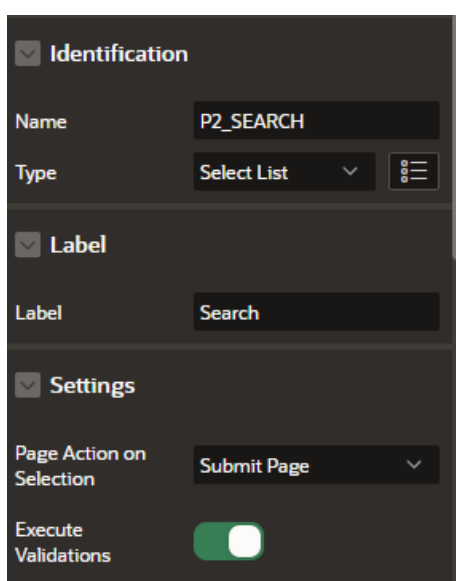 Identification
Name P2_SEARCH
Type Select List
Label
Label Search
Settings
Page Action on
Selection Submit Page
Execute
Validations